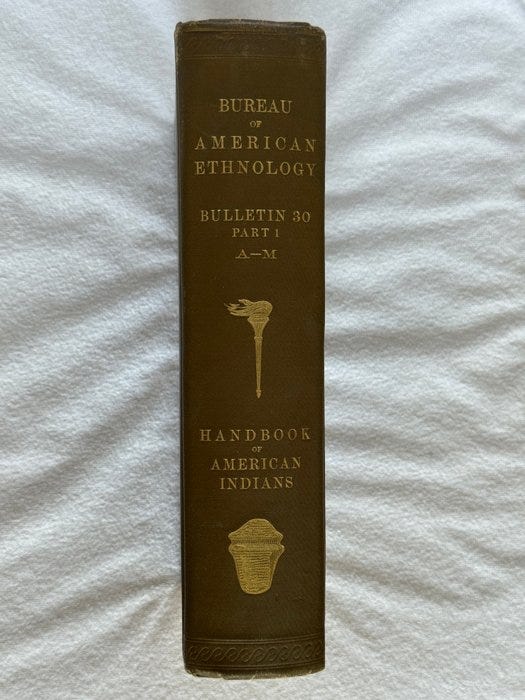 BUREAU
OF
AMERICAN
ETHNOLOGY
BULLETIN 30
PART 1
A—M
HANDBOOK
OF
AMERICAN
INDIANS